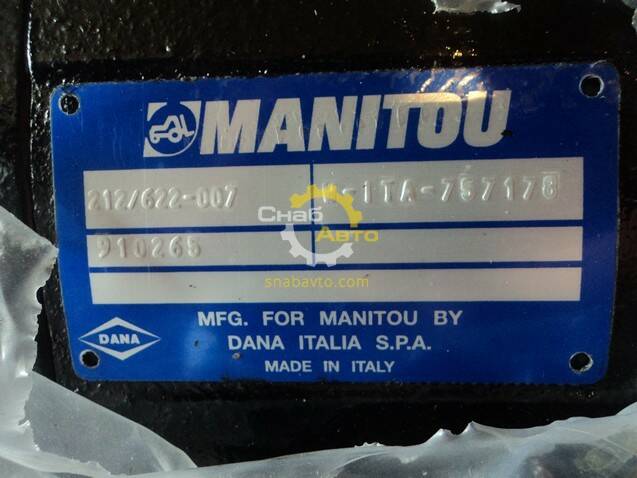 MANITOU
212/622-007
-1TA-757178
910265
Снаб
Авто
snabavto.com
MFG. FOR MANITOU BY
DANA DANA ITALIA S.P.A.
MADE IN ITALY